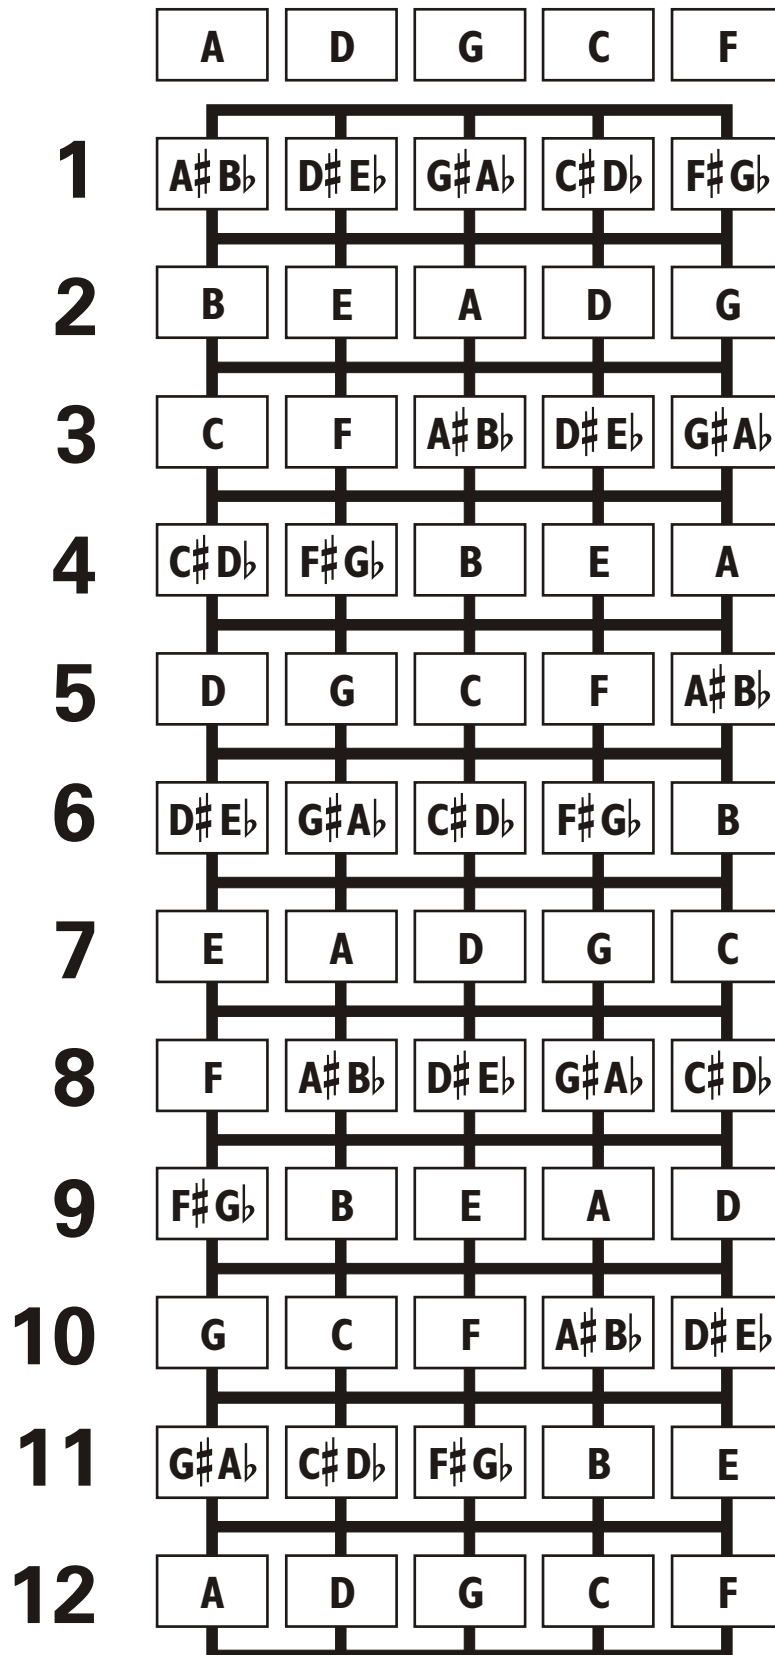 A D G C F
1 A♯B♭ D♯E♭ G♯A♭ C♯D♭ F♯G♭
2 B E A D G
3 C F A♯B♭ D♯E♭ G♯A♭
4 C♯D♭ F♯G♭ B E A
5 D G C F A♯B♭
6 D♯E♭ G♯A♭ C♯D♭ F♯G♭ B
7 E A D G C
8 F A♯B♭ D♯E♭ G♯A♭ C♯D♭
9 F♯G♭ B E A D
10 G C F A♯B♭ D♯E♭
11 G♯A♭ C♯D♭ F♯G♭ B E
12 A D G C F